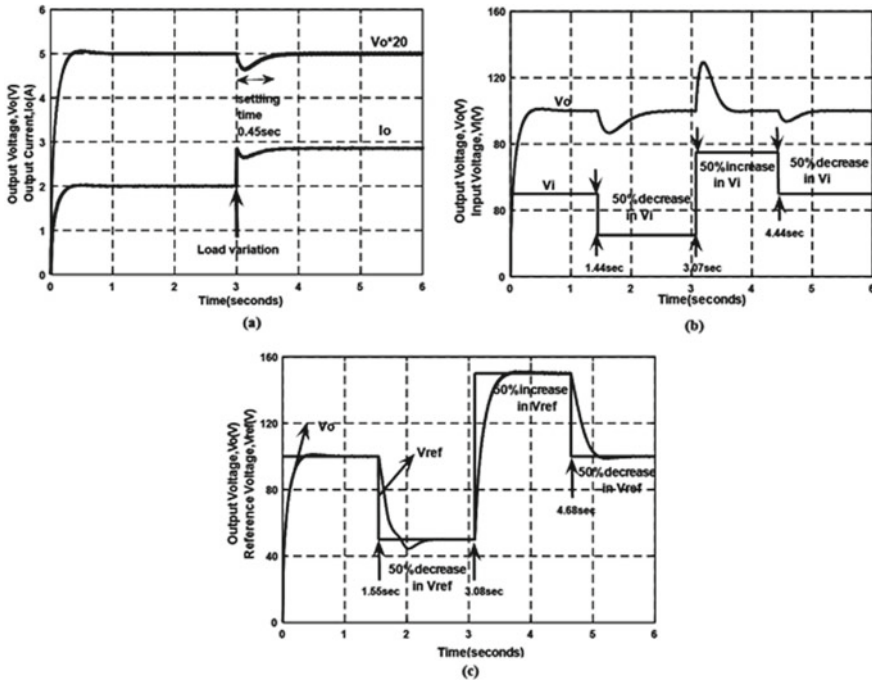 6
5
4
3
2
1
0
Output Voltage,Vo(V)
Output Current,Io(A)
Vo*20
settling
time
0.45sec
Io
Load variation
0 1 2 3 4 5 6
Time(seconds)
(a)
160
120
80
40
0
Output Voltage,Vo(V)
Input Voltage,Vi(V)
Vo
Vi
50%decrease
in Vi
50%increase
in Vi
50%decrease
in Vi
1.44sec
3.07sec
4.44sec
0 1 2 3 4 5 6
Time(seconds)
(b)
160
120
80
40
0
Output Voltage,Vo(V)
Reference Voltage,Vref(V)
Vo
Vref
50%increase
in Vref
50%decrease
in Vref
50%decrease
in Vref
1.55sec
3.08sec
4.68sec
0 1 2 3 4 5 6
Time(seconds)
(c)